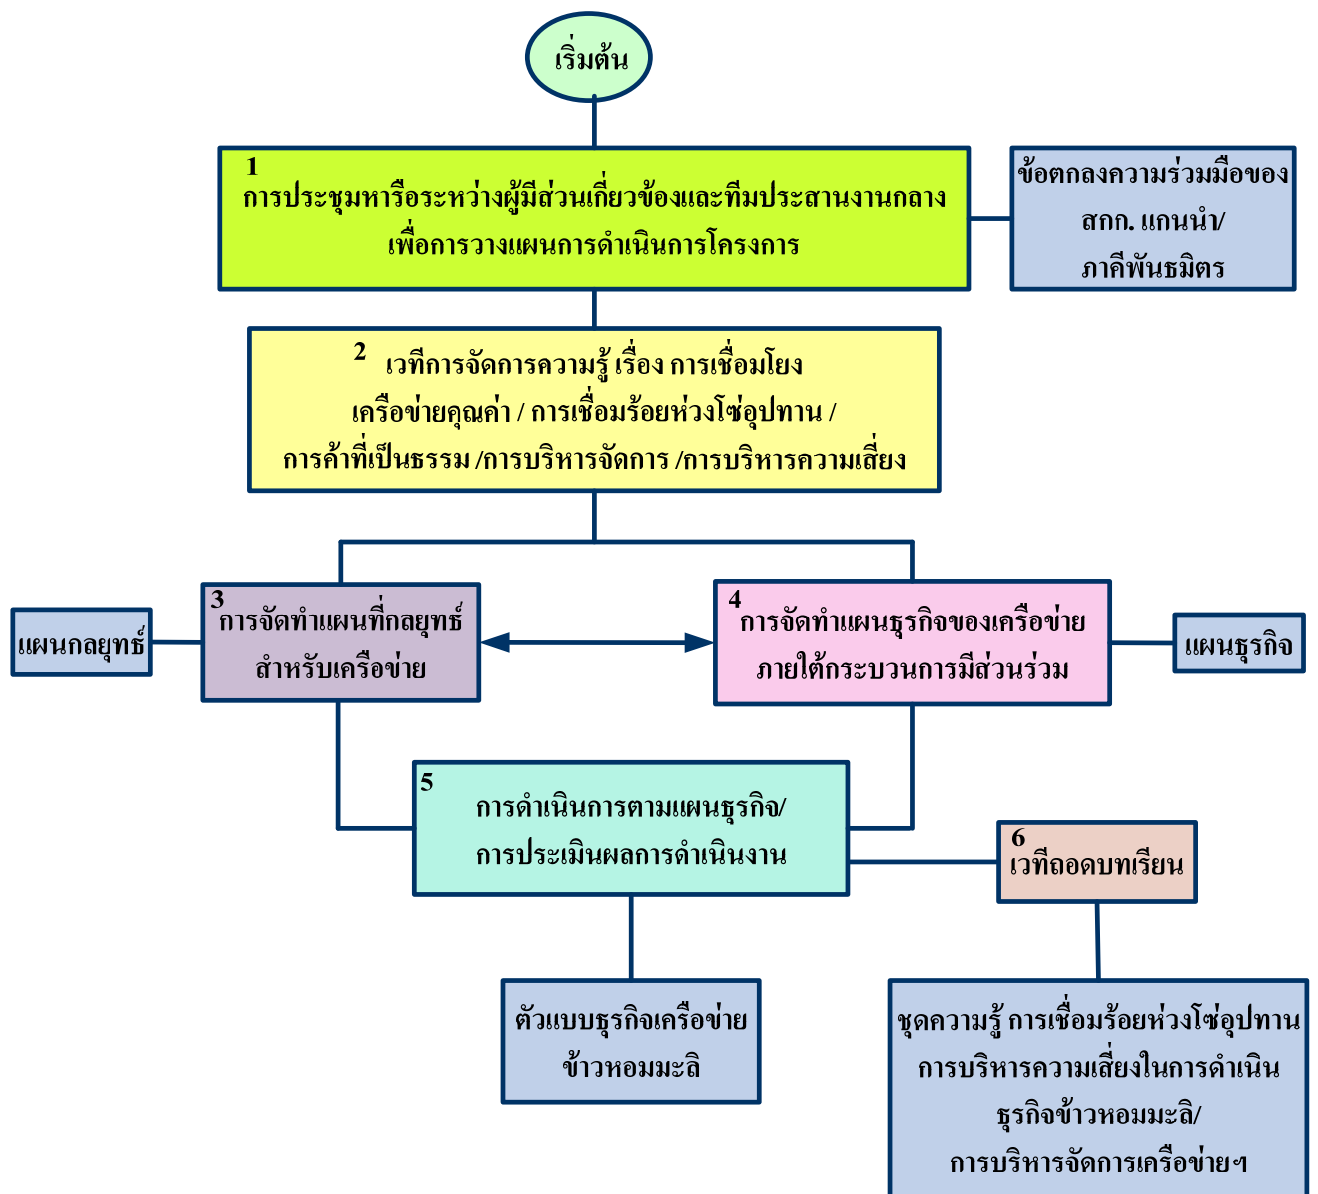 เริ่มต้น
1
การประชุมหารือระหว่างผู้มีส่วนเกี่ยวข้องและทีมประสานงานกลาง
เพื่อการวางแผนการดำเนินการโครงการ
ข้อตกลงความร่วมมือของ
สกก. แกนนำ/
ภาคีพันธมิตร
2 เวทีการจัดการความรู้ เรื่อง การเชื่อมโยง
เครือข่ายคุณค่า / การเชื่อมร้อยห่วงโซ่อุปทาน /
การค้าที่เป็นธรรม /การบริหารจัดการ /การบริหารความเสี่ยง
แผนกลยุทธ์
3
การจัดทำแผนที่กลยุทธ์
สำหรับเครือข่าย
4
การจัดทำแผนธุรกิจของเครือข่าย
ภายใต้กระบวนการมีส่วนร่วม
แผนธุรกิจ
5
การดำเนินการตามแผนธุรกิจ/
การประเมินผลการดำเนินงาน
6
เวทีถอดบทเรียน
ตัวแบบธุรกิจเครือข่าย
ข้าวหอมมะลิ
ชุดความรู้ การเชื่อมร้อยห่วงโซ่อุปทาน
การบริหารความเสี่ยงในการดำเนิน
ธุรกิจข้าวหอมมะลิ/
การบริหารจัดการเครือข่ายฯ